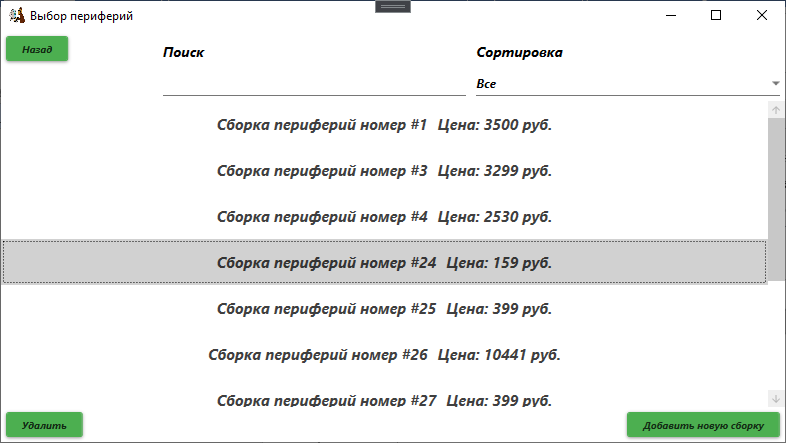 Выбор периферий
Назад
Поиск
Сортировка
Все
Сборка периферий номер #1 Цена: 3500 руб.
Сборка периферий номер #3 Цена: 3299 руб.
Сборка периферий номер #4 Цена: 2530 руб.
Сборка периферий номер #24 Цена: 159 руб.
Сборка периферий номер #25 Цена: 399 руб.
Сборка периферий номер #26 Цена: 10441 руб.
Сборка периферий номер #27 Цена: 399 руб.
Удалить
Добавить новую сборку